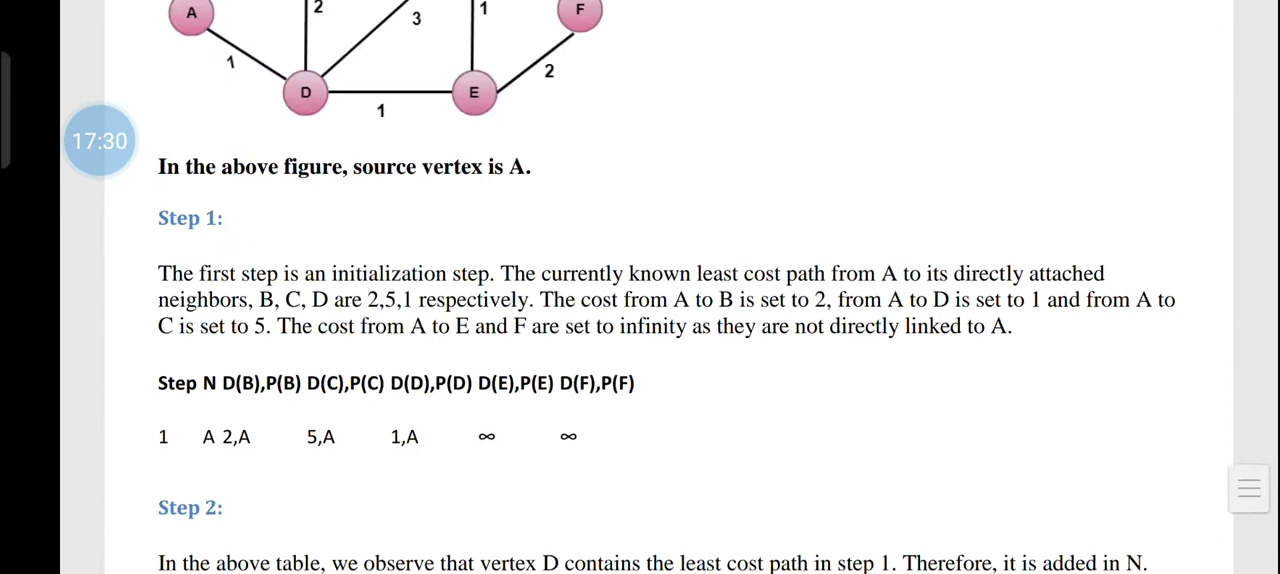 A
2
3
1
F
1
2
D
E
1
17:30
In the above figure, source vertex is A.
Step 1:
The first step is an initialization step. The currently known least cost path from A to its directly attached
neighbors, B, C, D are 2,5,1 respectively. The cost from A to B is set to 2, from A to D is set to 1 and from A to
C is set to 5. The cost from A to E and F are set to infinity as they are not directly linked to A.
Step N D(B),P(B) D(C),P(C) D(D),P(D) D(E),P(E) D(F),P(F)
1 A 2,A 5,A 1,A ∞ ∞
Step 2:
In the above table, we observe that vertex D contains the least cost path in step 1. Therefore, it is added in N.